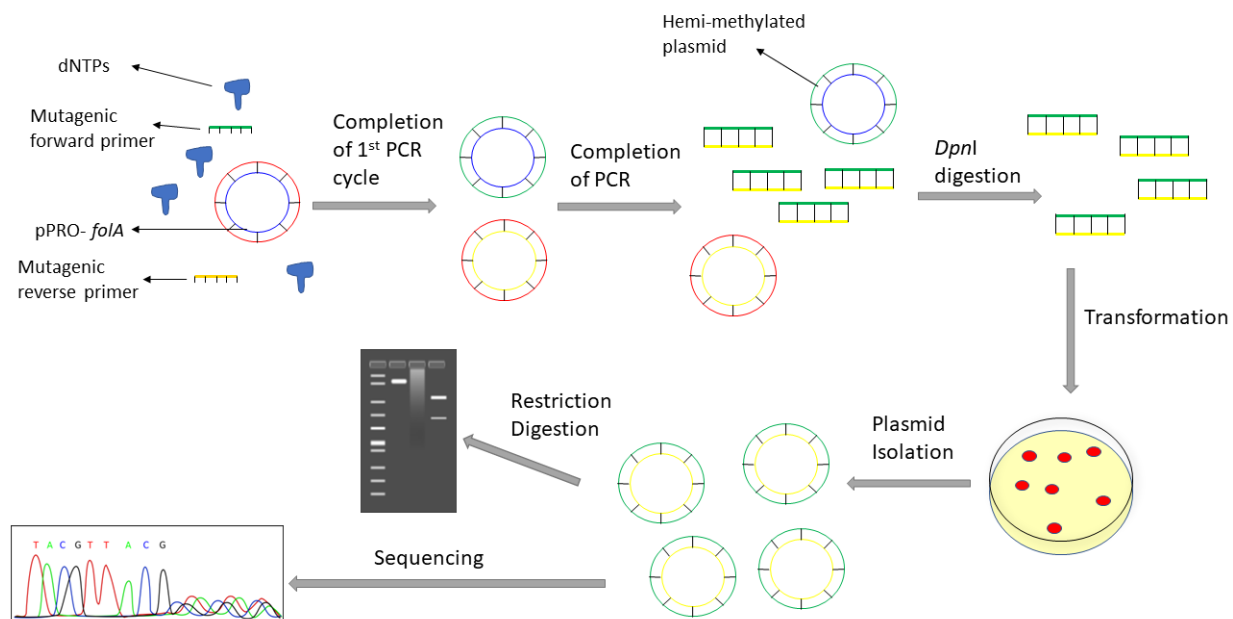 Hemi-methylated
plasmid
dNTPs
Mutagenic
forward primer
pPRO- folA
Mutagenic
reverse primer
Completion
of 1st PCR
cycle
Completion
of PCR
DpnI
digestion
Transformation
Plasmid
Isolation
Restriction
Digestion
Sequencing
T A C G T T A C G